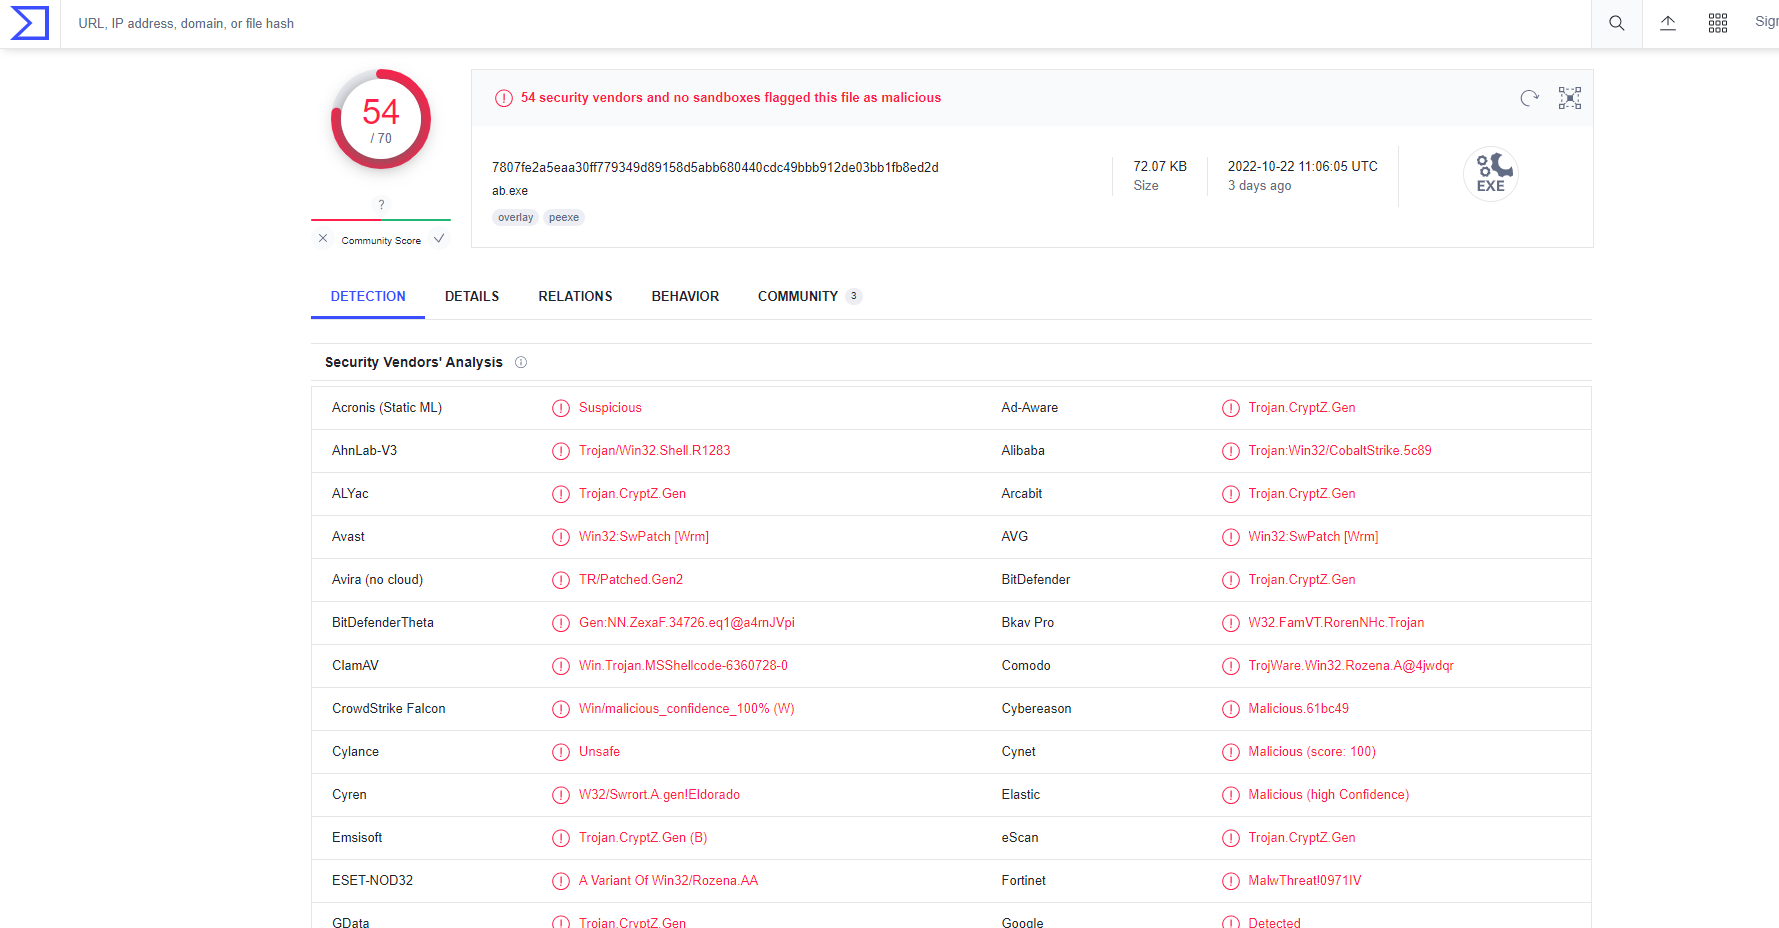 URL, IP address, domain, or file hash
Sign
54
/ 70
?
Community Score
54 security vendors and no sandboxes flagged this file as malicious
7807fe2a5eaa30ff779349d89158d5abb680440cdc49bbb912de03bb1fb8ed2d
ab.exe
overlay peexe
72.07 KB
Size
2022-10-22 11:06:05 UTC
3 days ago
EXE
DETECTION DETAILS RELATIONS BEHAVIOR COMMUNITY 3
Security Vendors' Analysis
Acronis (Static ML) Suspicious Ad-Aware Trojan.CryptZ.Gen
AhnLab-V3 Trojan/Win32.Shell.R1283 Alibaba Trojan:Win32/CobaltStrike.5c89
ALYac Trojan.CryptZ.Gen Arcabit Trojan.CryptZ.Gen
Avast Win32:SwPatch [Wrm] AVG Win32:SwPatch [Wrm]
Avira (no cloud) TR/Patched.Gen2 BitDefender Trojan.CryptZ.Gen
BitDefenderTheta Gen:NN.ZexaF.34726.eq1@a4rnJVpi Bkav Pro W32.FamVT.RorenNHc.Trojan
ClamAV Win.Trojan.MSShellcode-6360728-0 Comodo TrojWare.Win32.Rozena.A@4jwdqr
CrowdStrike Falcon Win/malicious_confidence_100% (W) Cybereason Malicious.61bc49
Cylance Unsafe Cynet Malicious (score: 100)
Cyren W32/Swrort.A.gen!Eldorado Elastic Malicious (high Confidence)
Emsisoft Trojan.CryptZ.Gen (B) eScan Trojan.CryptZ.Gen
ESET-NOD32 A Variant Of Win32/Rozena.AA Fortinet MalwThreat!0971IV
GData Trojan.CryptZ.Gen Google Detected